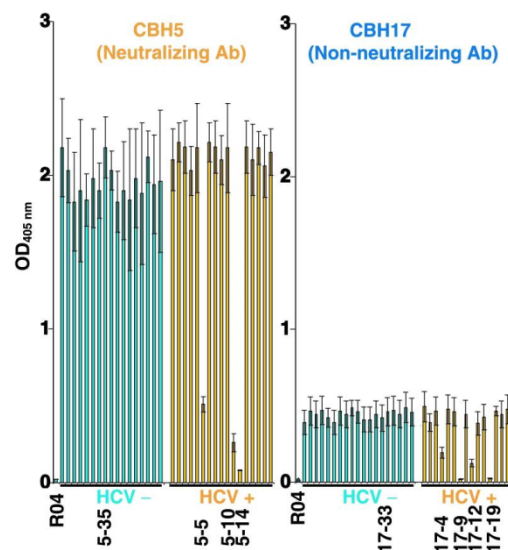 CBH5
(Neutralizing Ab)
CBH17
(Non-neutralizing Ab)
OD405 nm
3
2
1
0
3
2
1
0
R04
HCV –
5-35
HCV +
5-5
5-10
5-14
R04
HCV –
17-33
HCV +
17-4
17-9
17-12
17-19